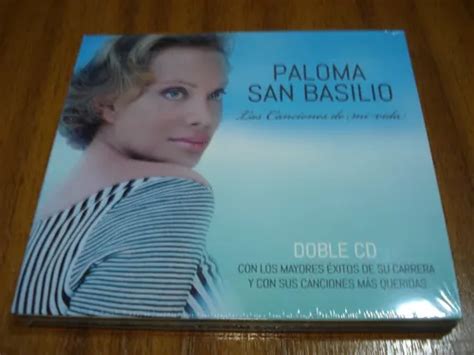 PALOMA
SAN BASILIO
Las Canciones de mi vida
DOBLE CD
CON LOS MAYORES ÉXITOS DE SU CARRERA
Y CON SUS CANCIONES MÁS QUERIDAS